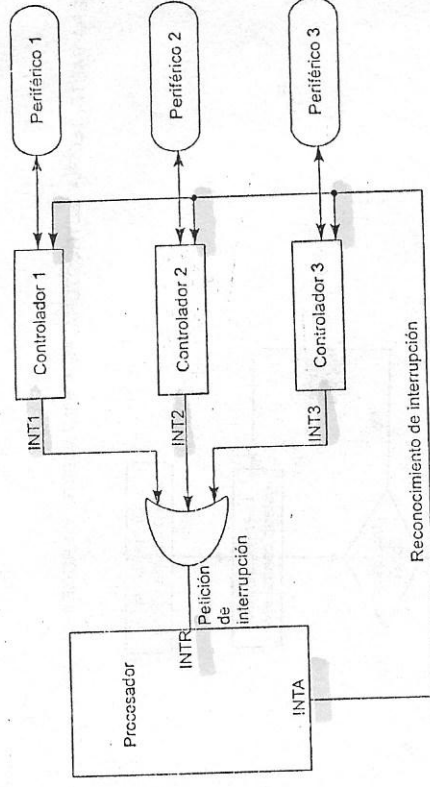 Periférico 1
Periférico 2
Periférico 3
Controlador 1
Controlador 2
Controlador 3
INT1
INT2
INT3
Procesador
INTR
Petición
de
interrupción
INTA
Reconocimiento de interrupción